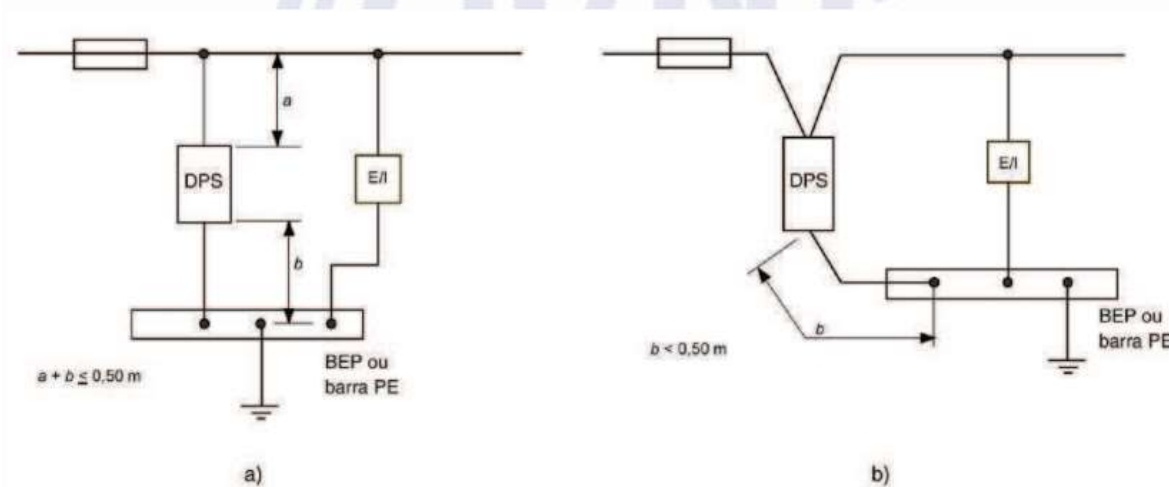 a
DPS
E/I
b
a + b ≤ 0,50 m
BEP ou
barra PE
a)
DPS
E/I
b
b < 0,50 m
BEP ou
barra PE
b)